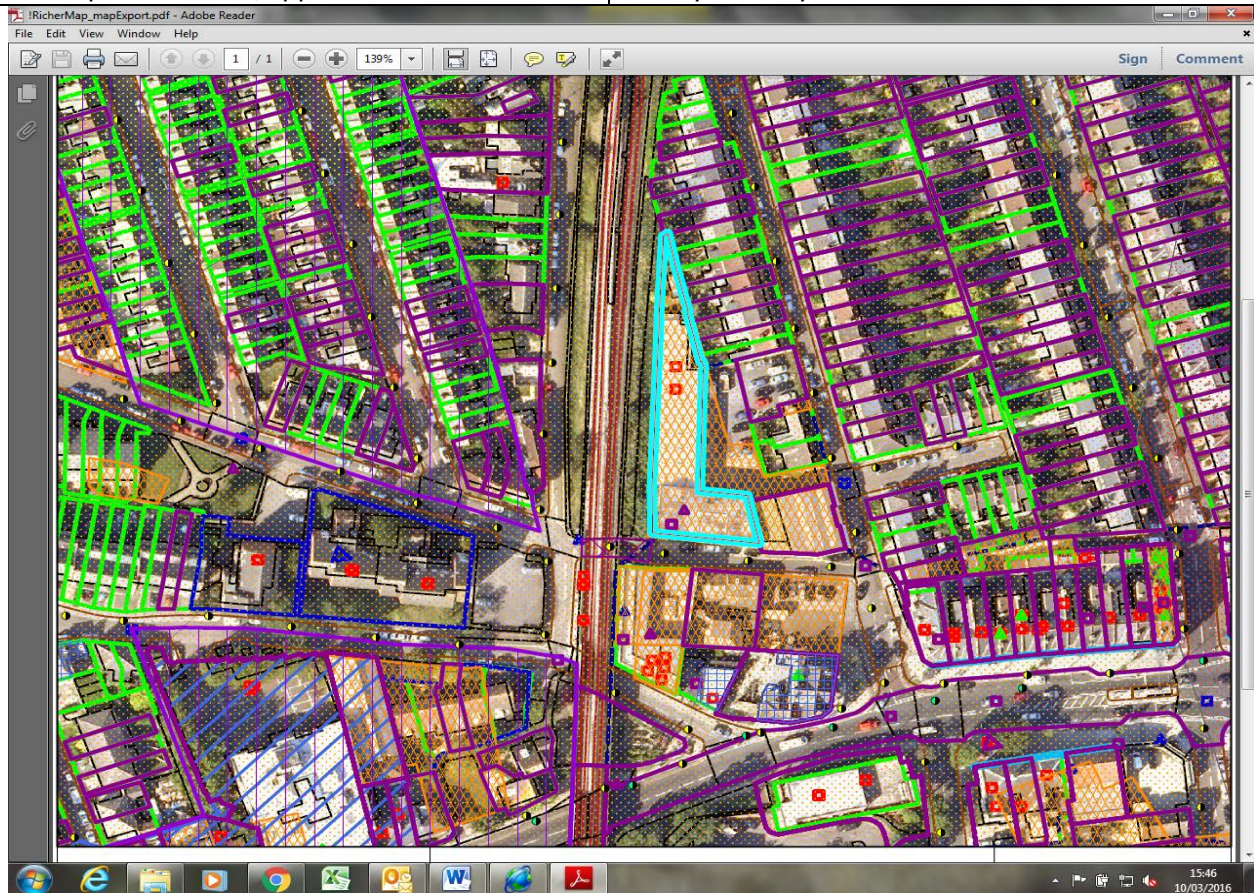 !RicherMap_mapExport.pdf - Adobe Reader
File Edit View Window Help
1 / 1 139% Sign Comment
15:46
10/03/2016